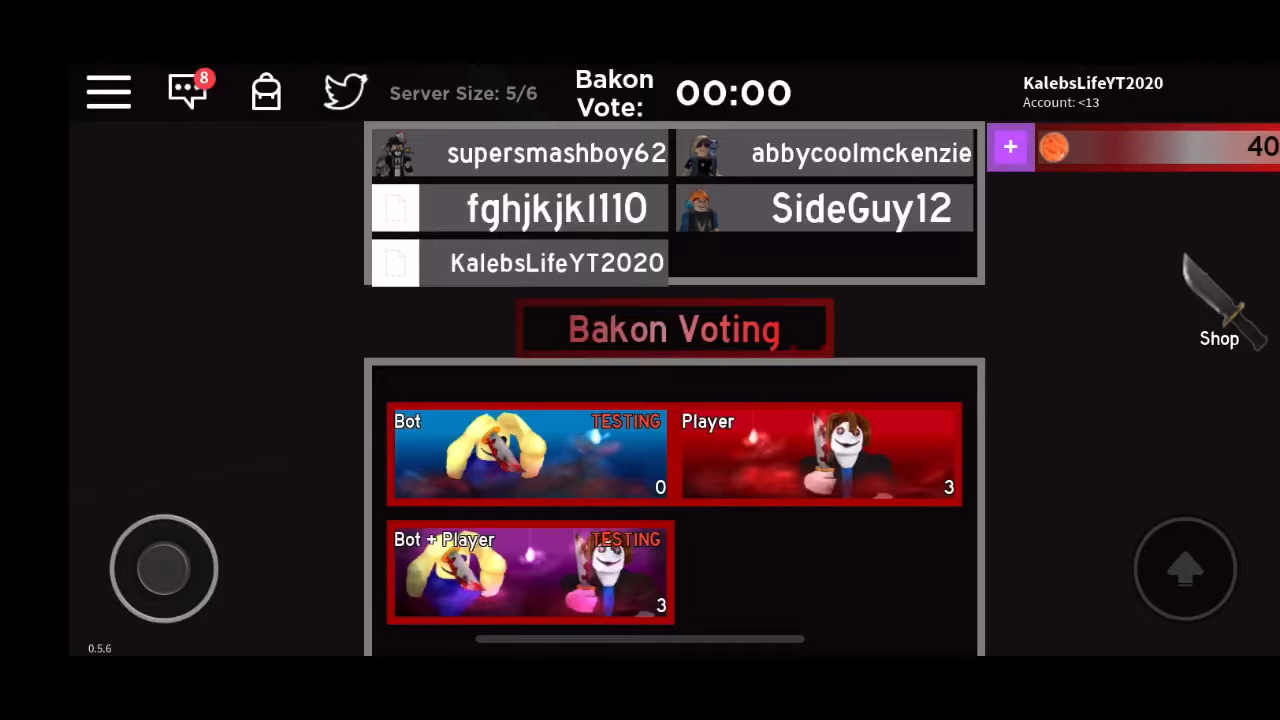 8
Server Size: 5/6
Bakon
Vote:
00:00
KalebsLifeYT2020
Account: <13
+
40
supersmashboy62
abbycoolmckenzie
fghjkjk1110
SideGuy12
KalebsLifeYT2020
Bakon Voting
Shop
Bot
TESTING
0
Player
3
Bot + Player
TESTING
3
0.5.6